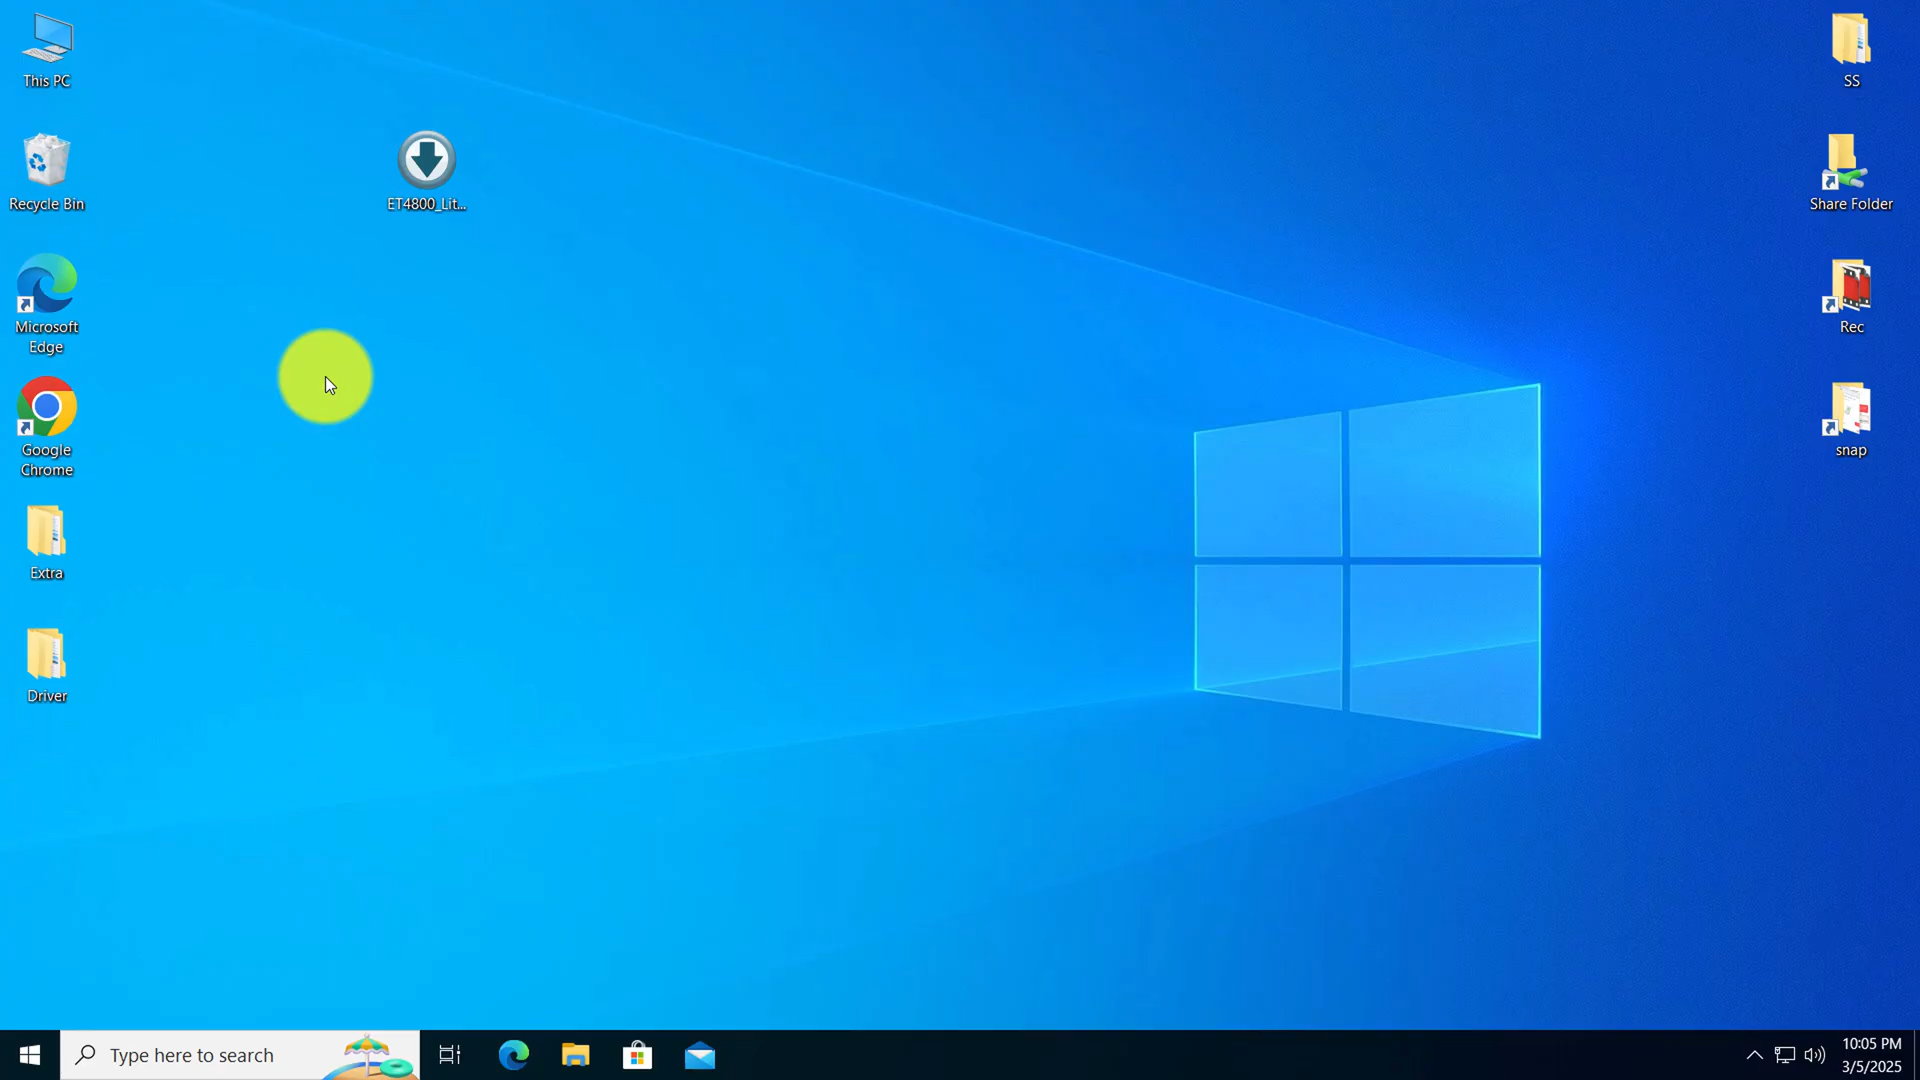 This PC
Recycle Bin
Microsoft
Edge
Google
Chrome
Extra
Driver
ET4800_Lit...
SS
Share Folder
Rec
snap
Type here to search
10:05 PM
3/5/2025